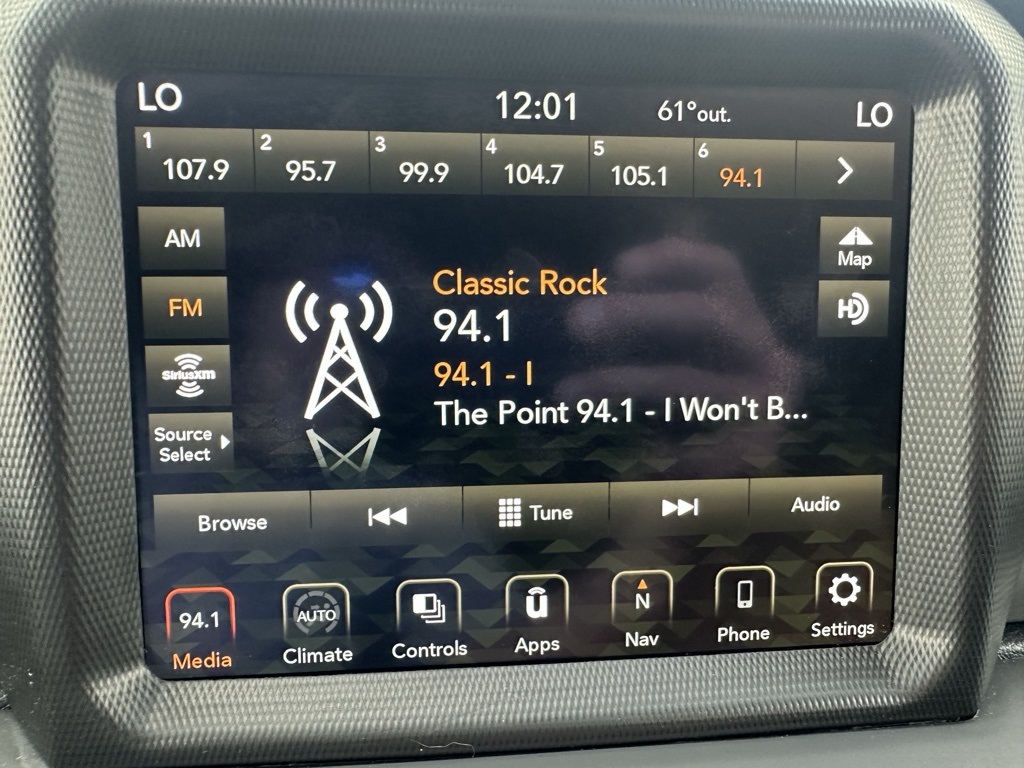 LO 12:01 61°out. LO
1 107.9 2 95.7 3 99.9 4 104.7 5 105.1 6 94.1
AM
FM
SiriusXM
Source
Select
Classic Rock
94.1
94.1 - I
The Point 94.1 - I Won't B...
Map
HD
Browse Tune Audio
94.1 AUTO u N
Media Climate Controls Apps Nav Phone Settings